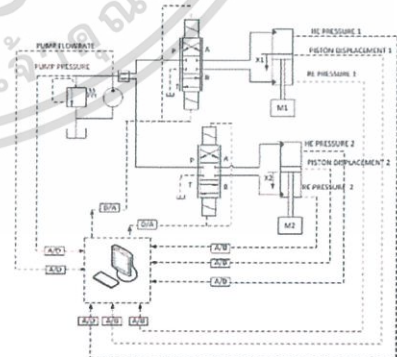 HE PRESSURE 1
PISTON DISPLACEMENT 1
RE PRESSURE 1
PUMP FLOWRATE
PUMP PRESSURE
P
A
T
B
X1
M1
HE PRESSURE 2
PISTON DISPLACEMENT 2
RE PRESSURE 2
P
A
T
B
X2
M2
D/A
D/A
A/D
A/D
A/D
A/D
A/D
A/D
A/D
A/D